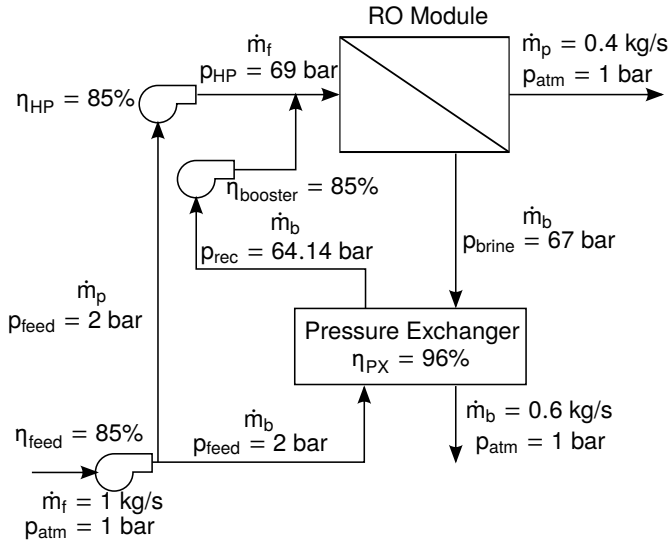 RO Module
ṁf
ṁp = 0.4 kg/s
pHP = 69 bar
patm = 1 bar
ηHP = 85%
ηbooster = 85%
ṁb
prec = 64.14 bar
ṁb
pbrine = 67 bar
ṁp
pfeed = 2 bar
Pressure Exchanger
ηPX = 96%
ηfeed = 85%
ṁb
pfeed = 2 bar
ṁb = 0.6 kg/s
patm = 1 bar
ṁf = 1 kg/s
patm = 1 bar